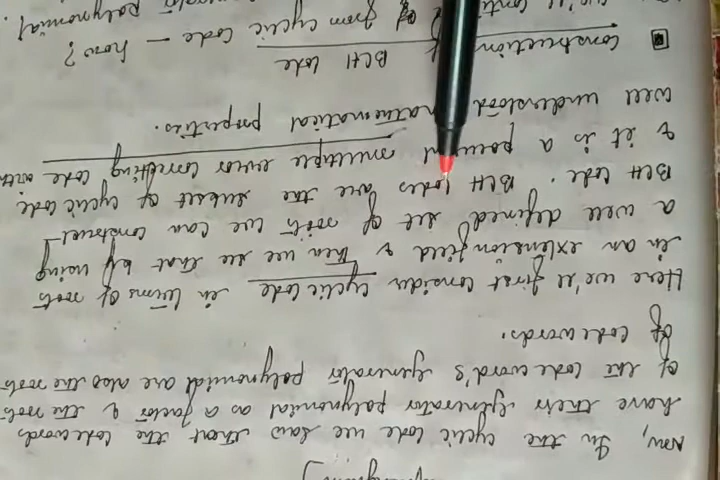 Now, In the cyclic code we saw that the codewords
have their generator polynomial as a factor & the roots
of the code word's generator polynomial are also the roots
of codewords.
Here we'll first consider cyclic code in terms of roots
in an extension field & then we see that by using
a well defined set of roots we can construct
BCH code. BCH codes are the subset of cyclic code
& it is a multiple error correcting code with
well understood mathematical properties.
Construction BCH code from cyclic code - how?
we'll polynomial.